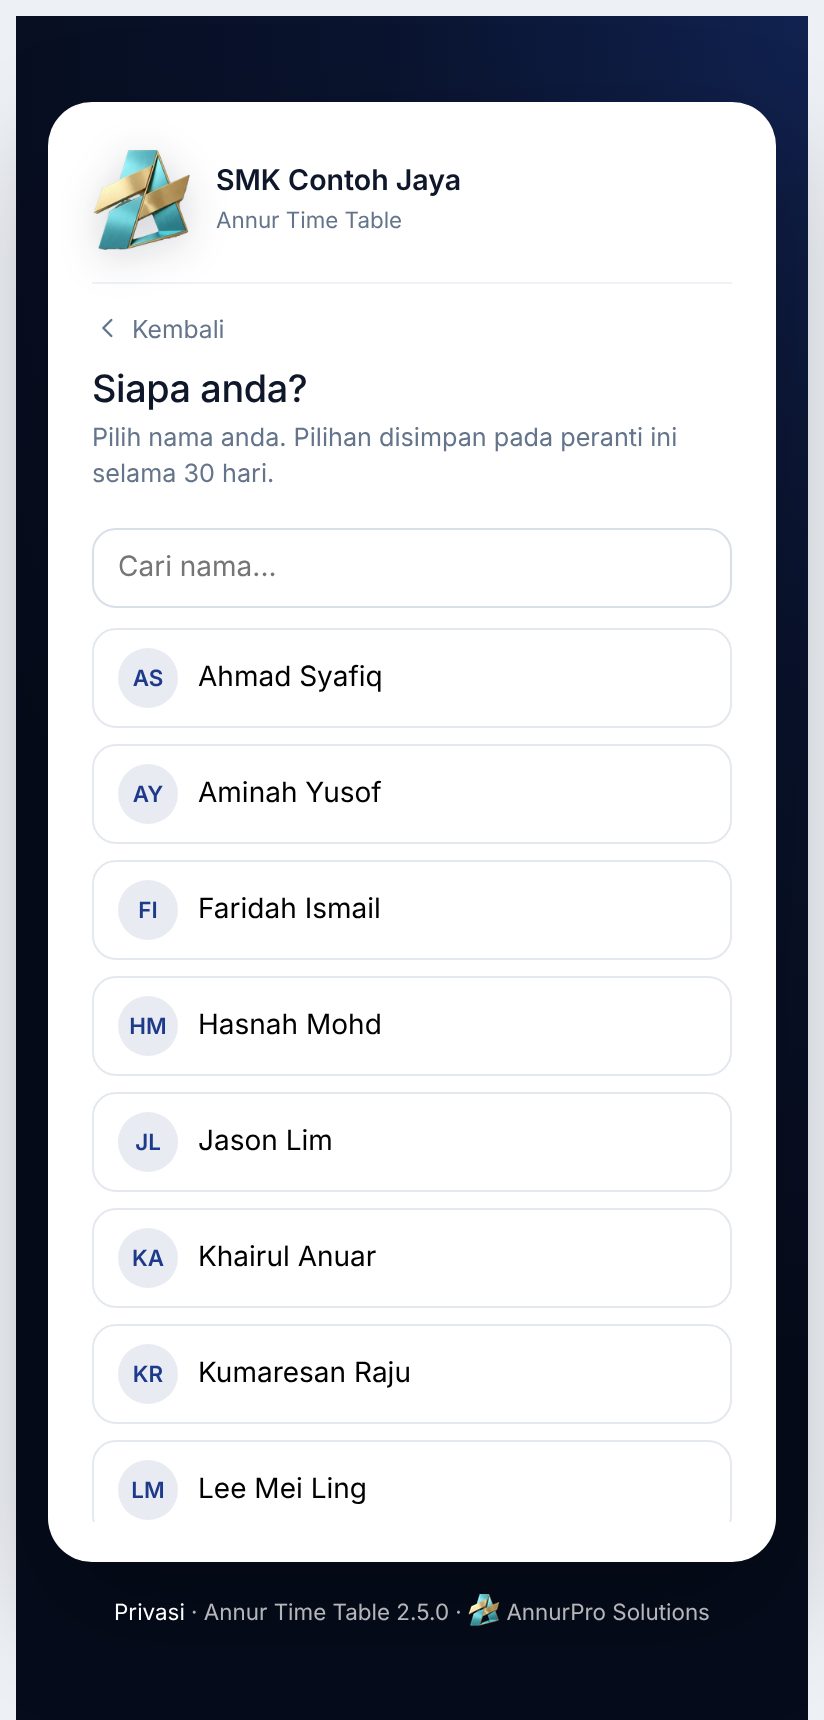 SMK Contoh Jaya
Annur Time Table
Kembali
Siapa anda?
Pilih nama anda. Pilihan disimpan pada peranti ini
selama 30 hari.
Cari nama...
AS Ahmad Syafiq
AY Aminah Yusof
FI Faridah Ismail
HM Hasnah Mohd
JL Jason Lim
KA Khairul Anuar
KR Kumaresan Raju
LM Lee Mei Ling
Privasi · Annur Time Table 2.5.0 · AnnurPro Solutions